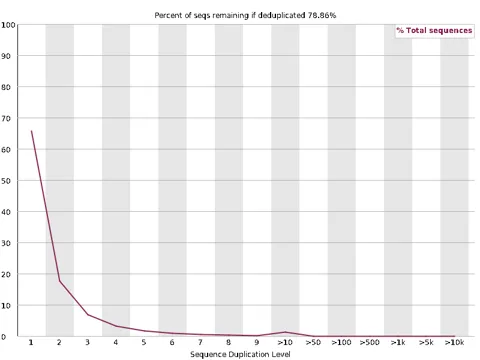 Percent of seqs remaining if deduplicated 78.86%
% Total sequences
100
90
80
70
60
50
40
30
20
10
0
1 2 3 4 5 6 7 8 9 >10 >50 >100 >500 >1k >5k >10k
Sequence Duplication Level